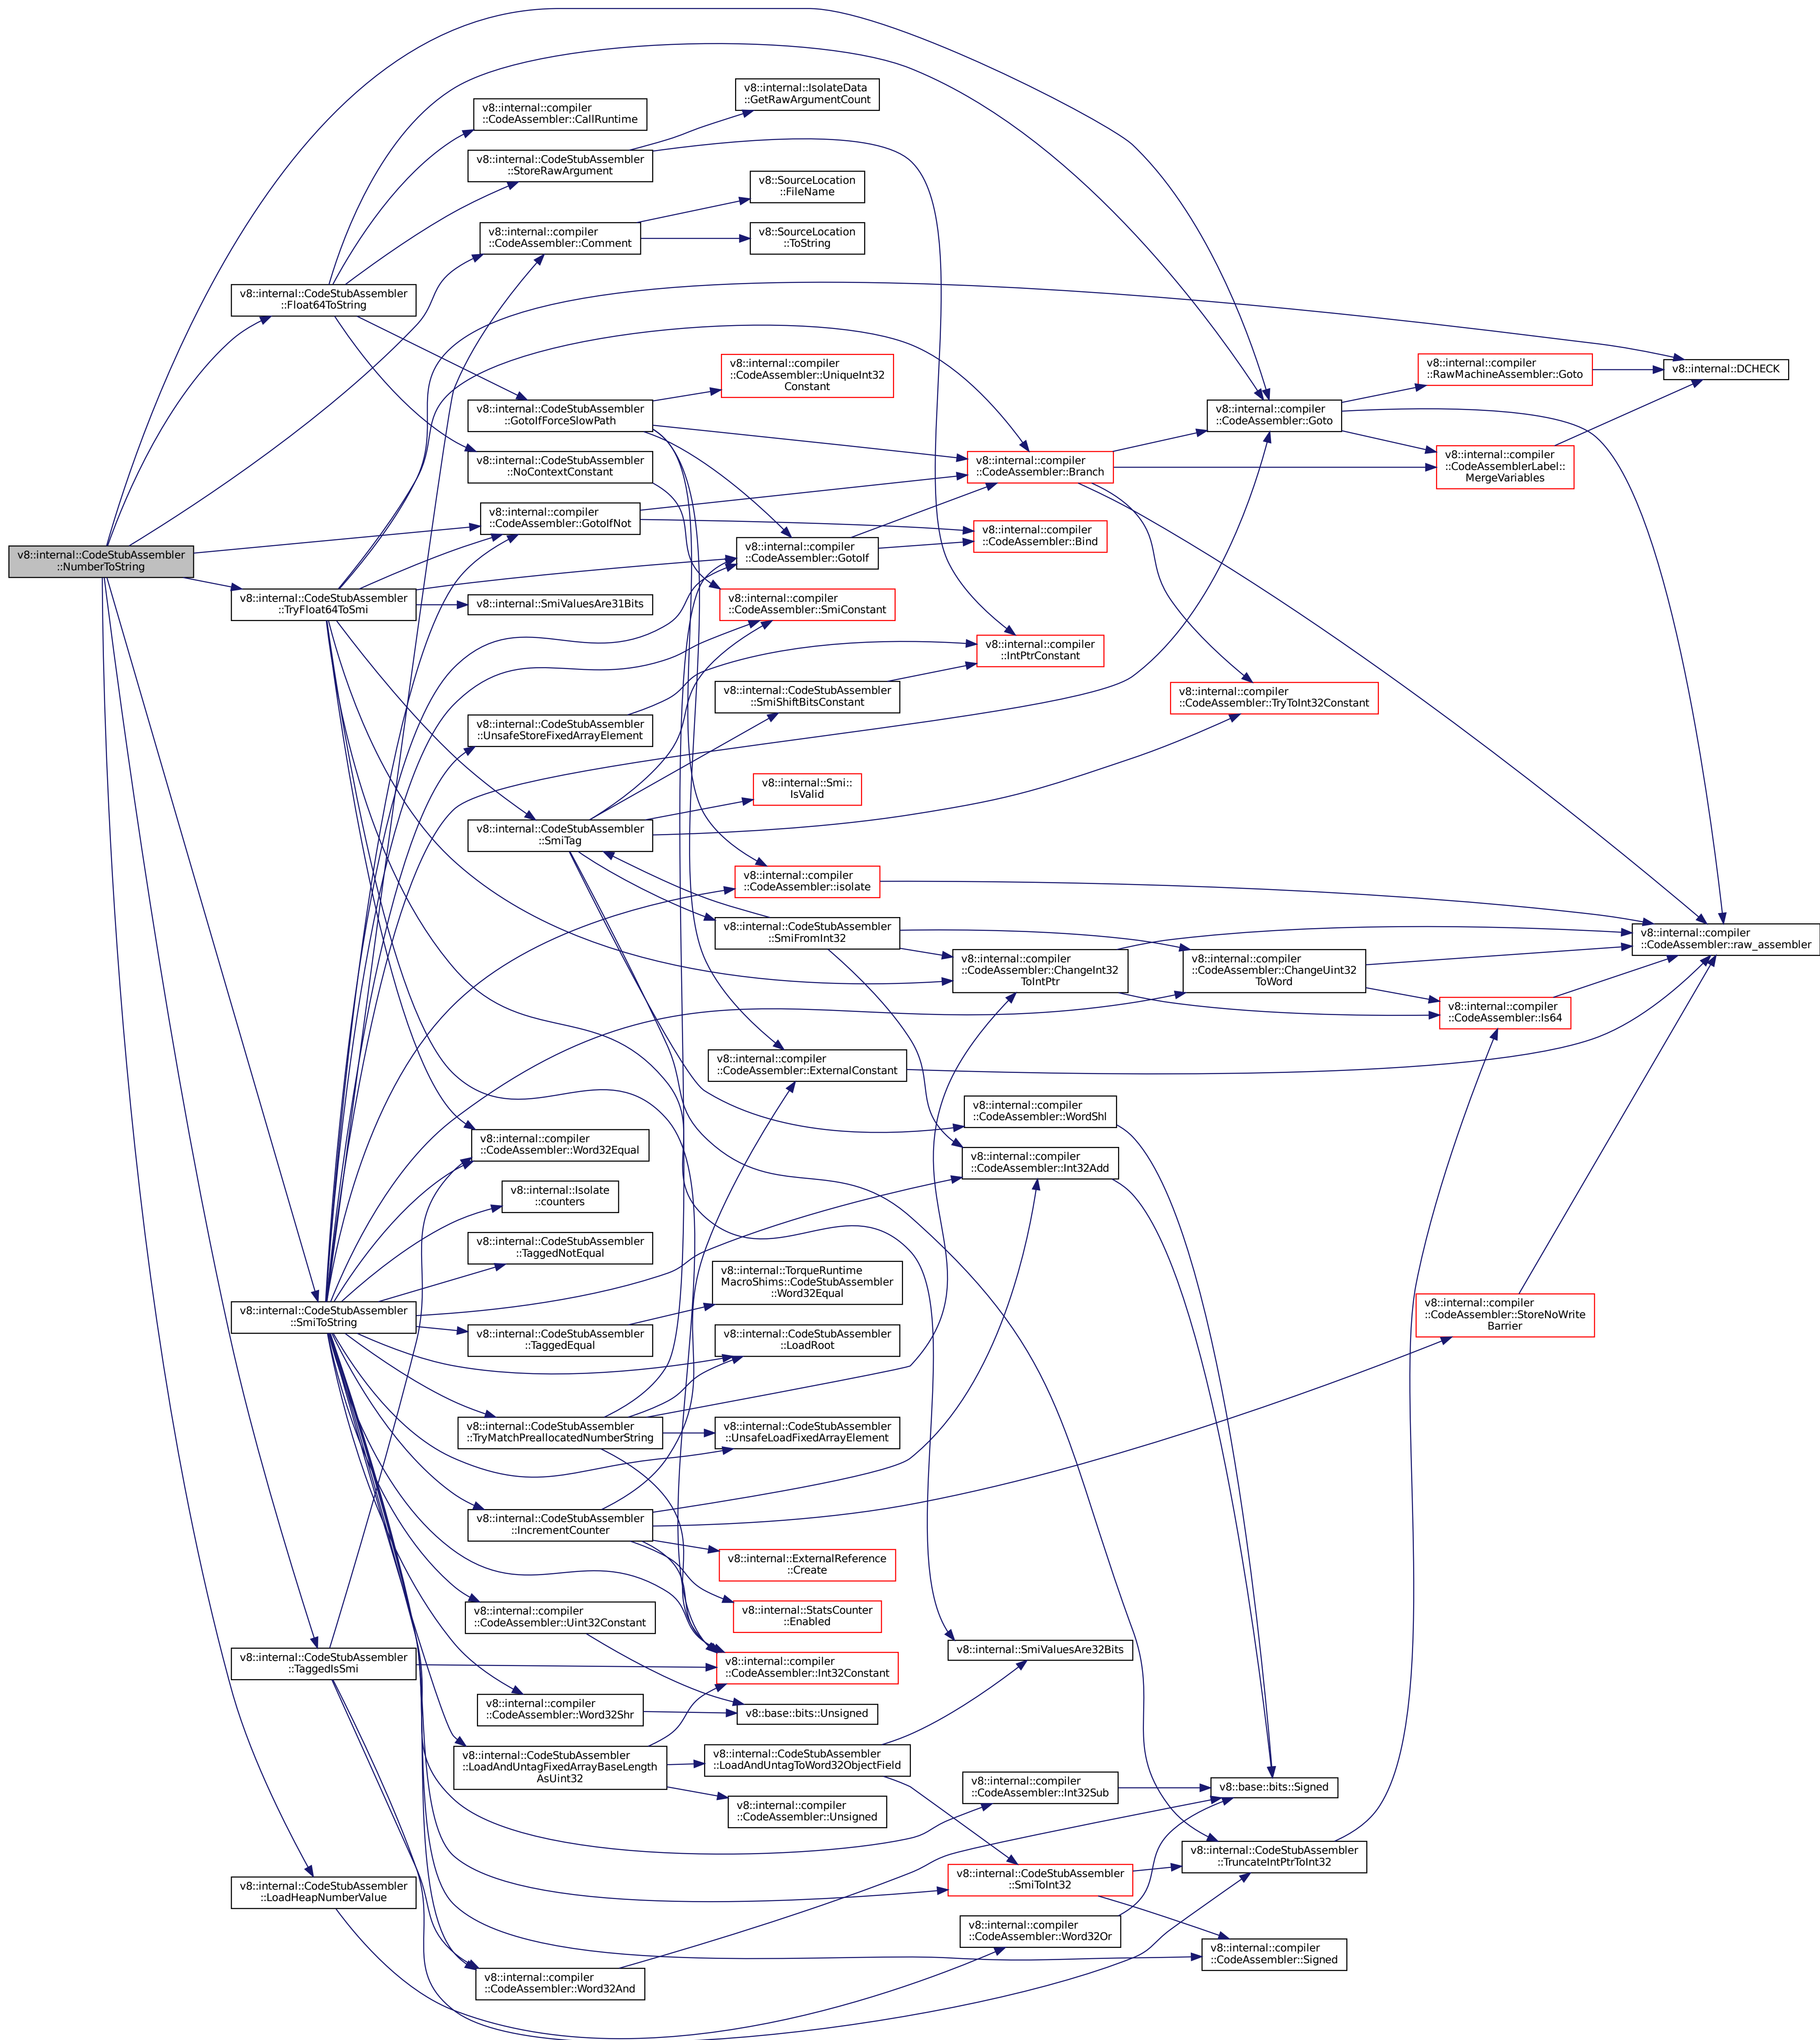 v8::internal::IsolateData
::GetRawArgumentCount
v8::internal::compiler
::CodeAssembler::CallRuntime
v8::internal::CodeStubAssembler
::StoreRawArgument
v8::SourceLocation
::FileName
v8::internal::compiler
::CodeAssembler::Comment
v8::SourceLocation
::ToString
v8::internal::CodeStubAssembler
::Float64ToString
v8::internal::compiler
::CodeAssembler::UniqueInt32
Constant
v8::internal::compiler
::RawMachineAssembler::Goto
v8::internal::DCHECK
v8::internal::CodeStubAssembler
::GotoIfForceSlowPath
v8::internal::compiler
::CodeAssembler::Goto
v8::internal::CodeStubAssembler
::NoContextConstant
v8::internal::compiler
::CodeAssembler::Branch
v8::internal::compiler
::CodeAssemblerLabel::
MergeVariables
v8::internal::compiler
::CodeAssembler::GotoIfNot
v8::internal::compiler
::CodeAssembler::Bind
v8::internal::CodeStubAssembler
::NumberToString
v8::internal::compiler
::CodeAssembler::GotoIf
v8::internal::CodeStubAssembler
::TryFloat64ToSmi
v8::internal::SmiValuesAre31Bits
v8::internal::compiler
::CodeAssembler::SmiConstant
v8::internal::compiler
::IntPtrConstant
v8::internal::CodeStubAssembler
::SmiShiftBitsConstant
v8::internal::compiler
::CodeAssembler::TryToInt32Constant
v8::internal::CodeStubAssembler
::UnsafeStoreFixedArrayElement
v8::internal::Smi::
IsValid
v8::internal::CodeStubAssembler
::SmiTag
v8::internal::compiler
::CodeAssembler::isolate
v8::internal::CodeStubAssembler
::SmiFromInt32
v8::internal::compiler
::CodeAssembler::raw_assembler
v8::internal::compiler
::CodeAssembler::ChangeInt32
ToIntPtr
v8::internal::compiler
::CodeAssembler::ChangeUint32
ToWord
v8::internal::compiler
::CodeAssembler::Is64
v8::internal::compiler
::CodeAssembler::ExternalConstant
v8::internal::compiler
::CodeAssembler::WordShl
v8::internal::compiler
::CodeAssembler::Word32Equal
v8::internal::compiler
::CodeAssembler::Int32Add
v8::internal::Isolate
::counters
v8::internal::CodeStubAssembler
::TaggedNotEqual
v8::internal::TorqueRuntime
MacroShims::CodeStubAssembler
::Word32Equal
v8::internal::CodeStubAssembler
::SmiToString
v8::internal::compiler
::CodeAssembler::StoreNoWrite
Barrier
v8::internal::CodeStubAssembler
::TaggedEqual
v8::internal::CodeStubAssembler
::LoadRoot
v8::internal::CodeStubAssembler
::TryMatchPreallocatedNumberString
v8::internal::CodeStubAssembler
::UnsafeLoadFixedArrayElement
v8::internal::CodeStubAssembler
::IncrementCounter
v8::internal::ExternalReference
::Create
v8::internal::compiler
::CodeAssembler::Uint32Constant
v8::internal::StatsCounter
::Enabled
v8::internal::SmiValuesAre32Bits
v8::internal::CodeStubAssembler
::TaggedIsSmi
v8::internal::compiler
::CodeAssembler::Int32Constant
v8::internal::compiler
::CodeAssembler::Word32Shr
v8::base::bits::Unsigned
v8::internal::CodeStubAssembler
::LoadAndUntagFixedArrayBaseLength
AsUint32
v8::internal::CodeStubAssembler
::LoadAndUntagToWord32ObjectField
v8::internal::compiler
::CodeAssembler::Int32Sub
v8::base::bits::Signed
v8::internal::compiler
::CodeAssembler::Unsigned
v8::internal::CodeStubAssembler
::TruncateIntPtrToInt32
v8::internal::CodeStubAssembler
::LoadHeapNumberValue
v8::internal::CodeStubAssembler
::SmiToInt32
v8::internal::compiler
::CodeAssembler::Word32Or
v8::internal::compiler
::CodeAssembler::Signed
v8::internal::compiler
::CodeAssembler::Word32And